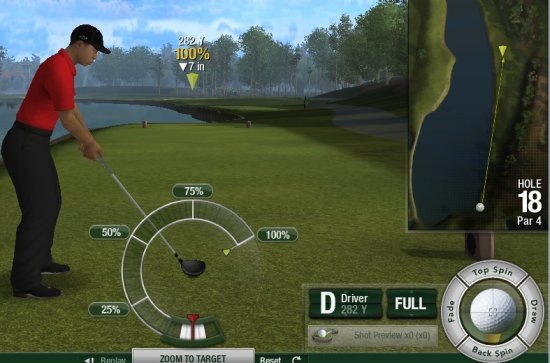 282 Y
100%
7 in
HOLE
18
Par 4
75%
50%
100%
25%
D Driver
282 Y
FULL
Shot Preview x0 (x0)
Top Spin
Fade
Draw
Back Spin
Replay
ZOOM TO TARGET
Reset